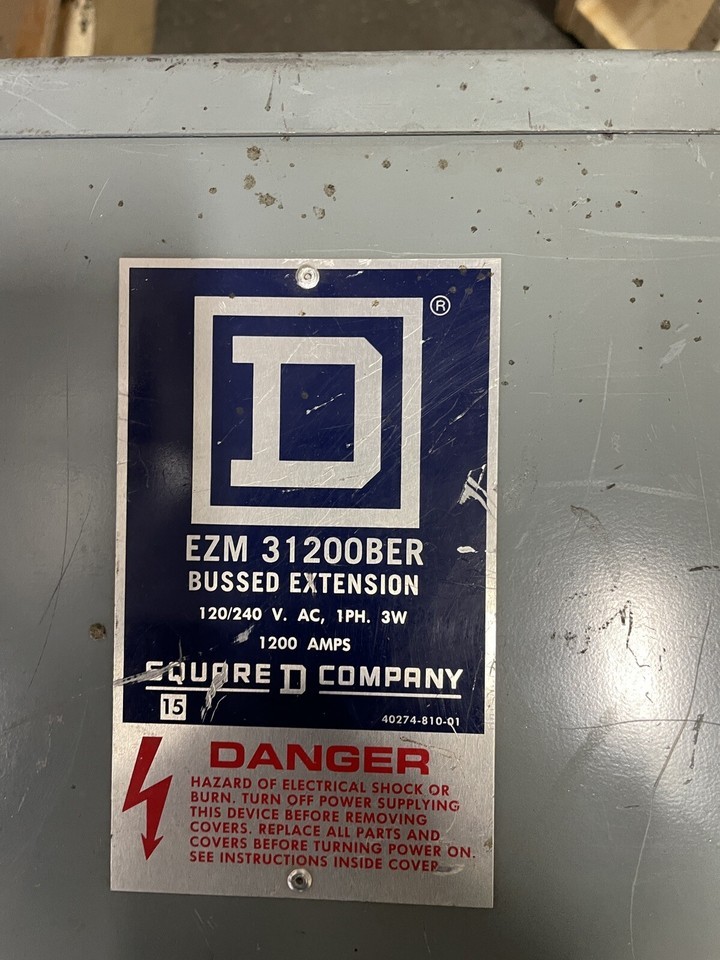 ®
D
EZM 31200BER
BUSSED EXTENSION
120/240 V. AC, 1PH. 3W
1200 AMPS
SQUARE D COMPANY
15
40274-810-01
DANGER
HAZARD OF ELECTRICAL SHOCK OR
BURN. TURN OFF POWER SUPPLYING
THIS DEVICE BEFORE REMOVING
COVERS. REPLACE ALL PARTS AND
COVERS BEFORE TURNING POWER ON.
SEE INSTRUCTIONS INSIDE COVER.